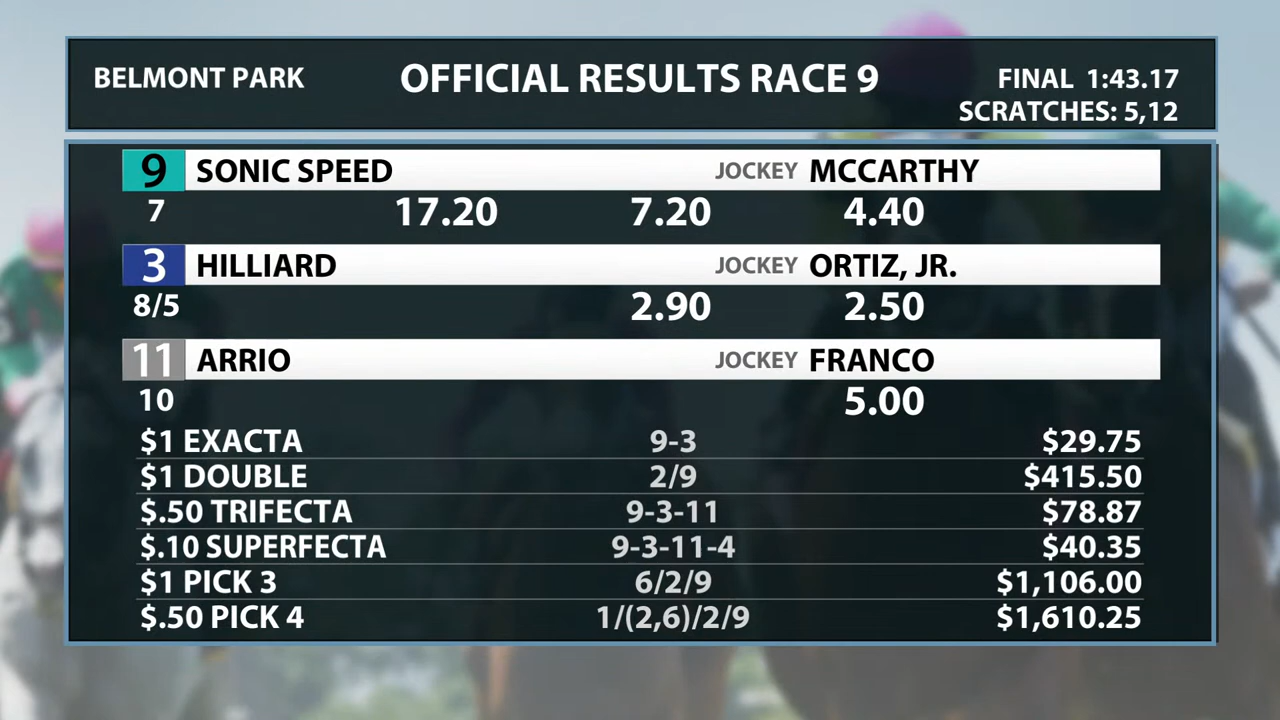 BELMONT PARK OFFICIAL RESULTS RACE 9 FINAL 1:43.17
SCRATCHES: 5,12
9 SONIC SPEED JOCKEY MCCARTHY
7 17.20 7.20 4.40
3 HILLIARD JOCKEY ORTIZ, JR.
8/5 2.90 2.50
11 ARRIO JOCKEY FRANCO
10 5.00
$1 EXACTA 9-3 $29.75
$1 DOUBLE 2/9 $415.50
$.50 TRIFECTA 9-3-11 $78.87
$.10 SUPERFECTA 9-3-11-4 $40.35
$1 PICK 3 6/2/9 $1,106.00
$.50 PICK 4 1/(2,6)/2/9 $1,610.25